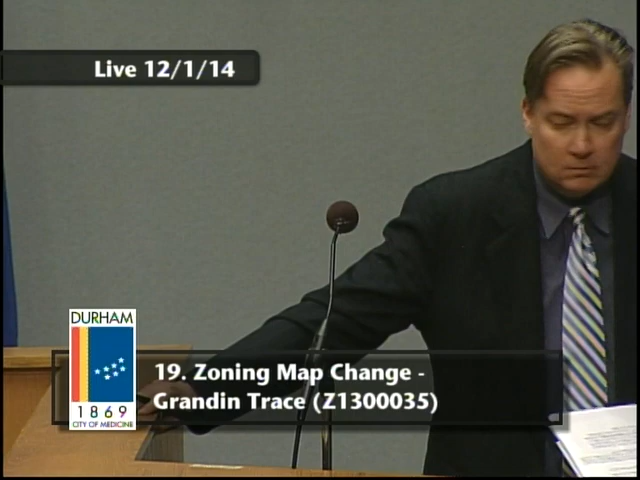 Live 12/1/14
DURHAM
1869
CITY OF MEDICINE
19. Zoning Map Change -
Grandin Trace (Z1300035)